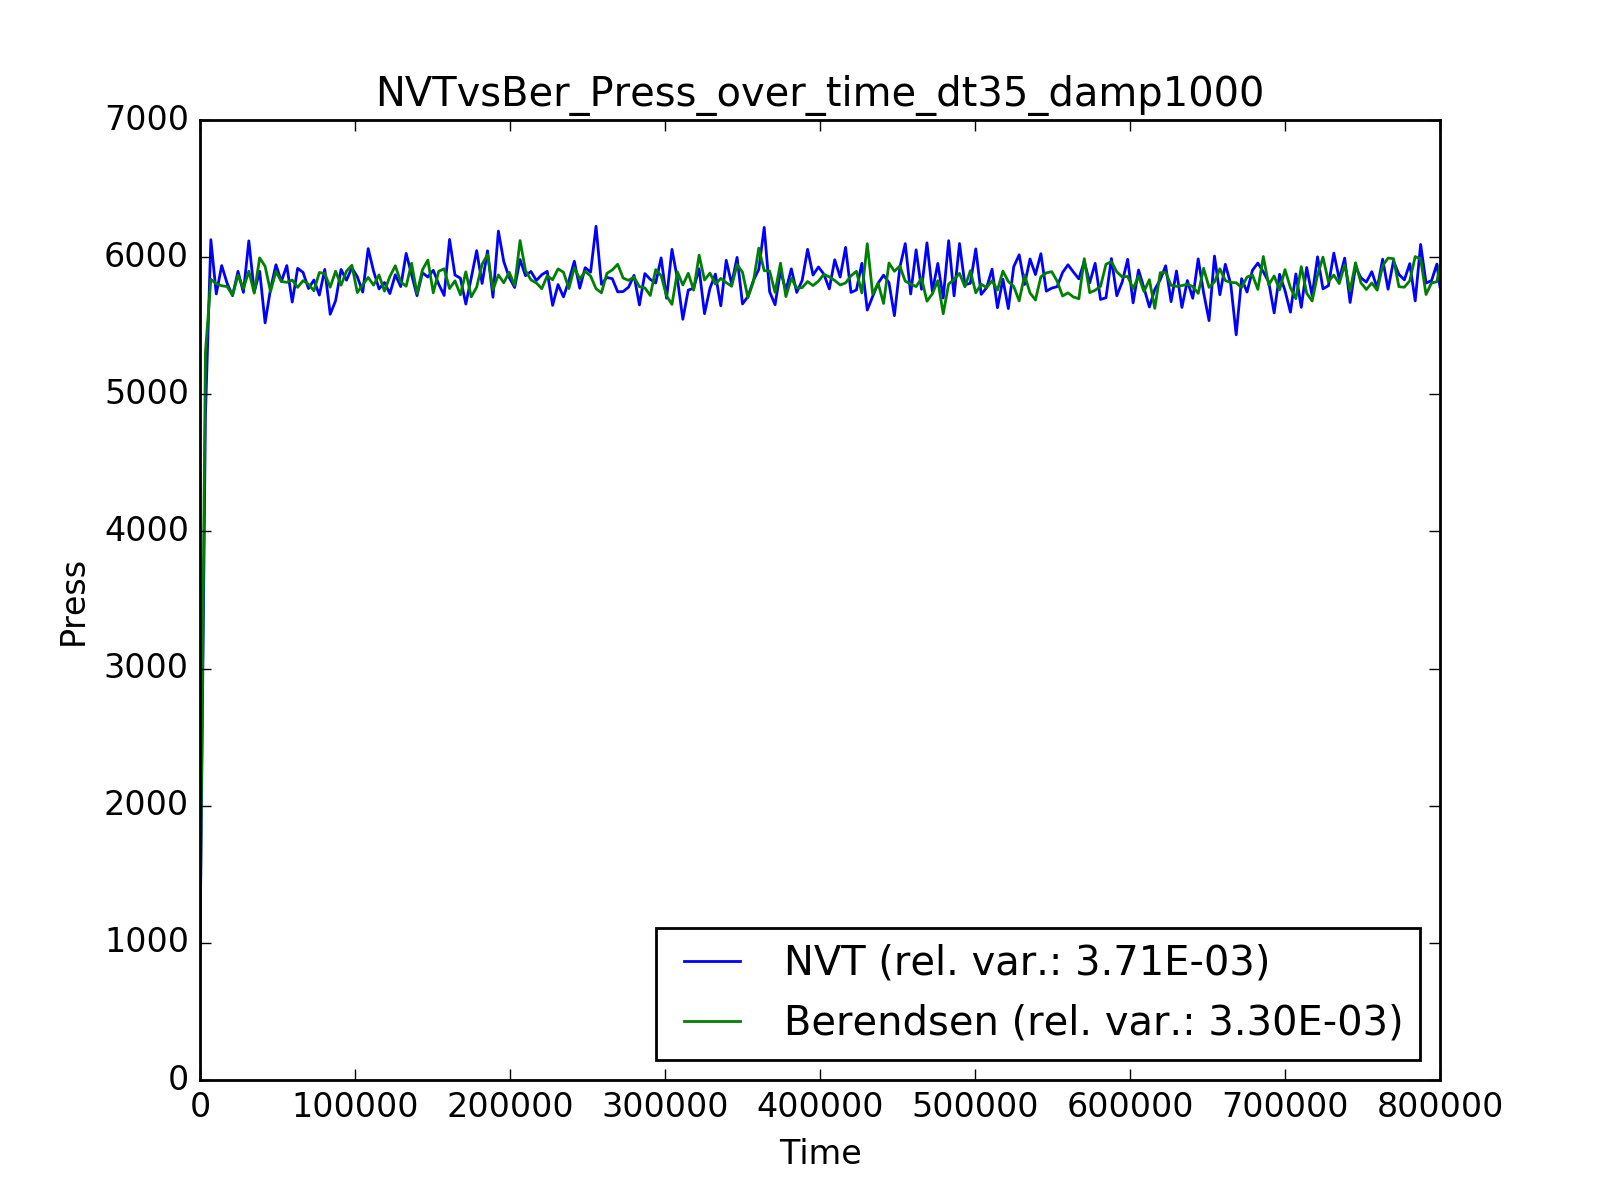 NVTvsBer_Press_over_time_dt35_damp1000
7000
6000
5000
4000
3000
2000
1000
0
Press
NVT (rel. var.: 3.71E-03)
Berendsen (rel. var.: 3.30E-03)
0 100000 200000 300000 400000 500000 600000 700000 800000
Time